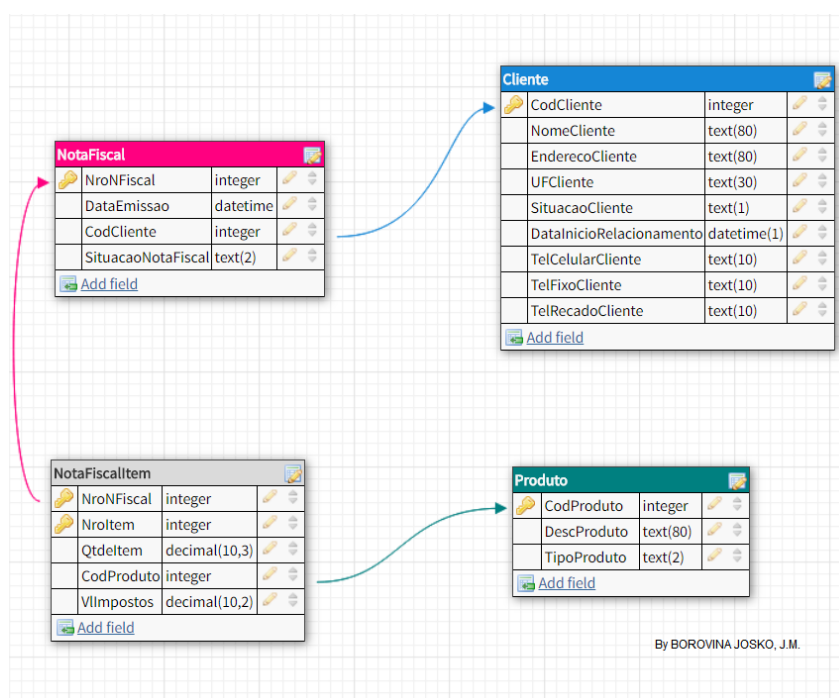 Cliente
CodCliente integer
NomeCliente text(80)
EnderecoCliente text(80)
UFCliente text(30)
SituacaoCliente text(1)
DataInicioRelacionamento datetime(1)
TelCelularCliente text(10)
TelFixoCliente text(10)
TelRecadoCliente text(10)
Add field
NotaFiscal
NroNFiscal integer
DataEmissao datetime
CodCliente integer
SituacaoNotaFiscal text(2)
Add field
NotaFiscalItem
NroNFiscal integer
NroItem integer
QtdeItem decimal(10,3)
CodProduto integer
VlImpostos decimal(10,2)
Add field
Produto
CodProduto integer
DescProduto text(80)
TipoProduto text(2)
Add field
By BOROVINA JOSKO, J.M.